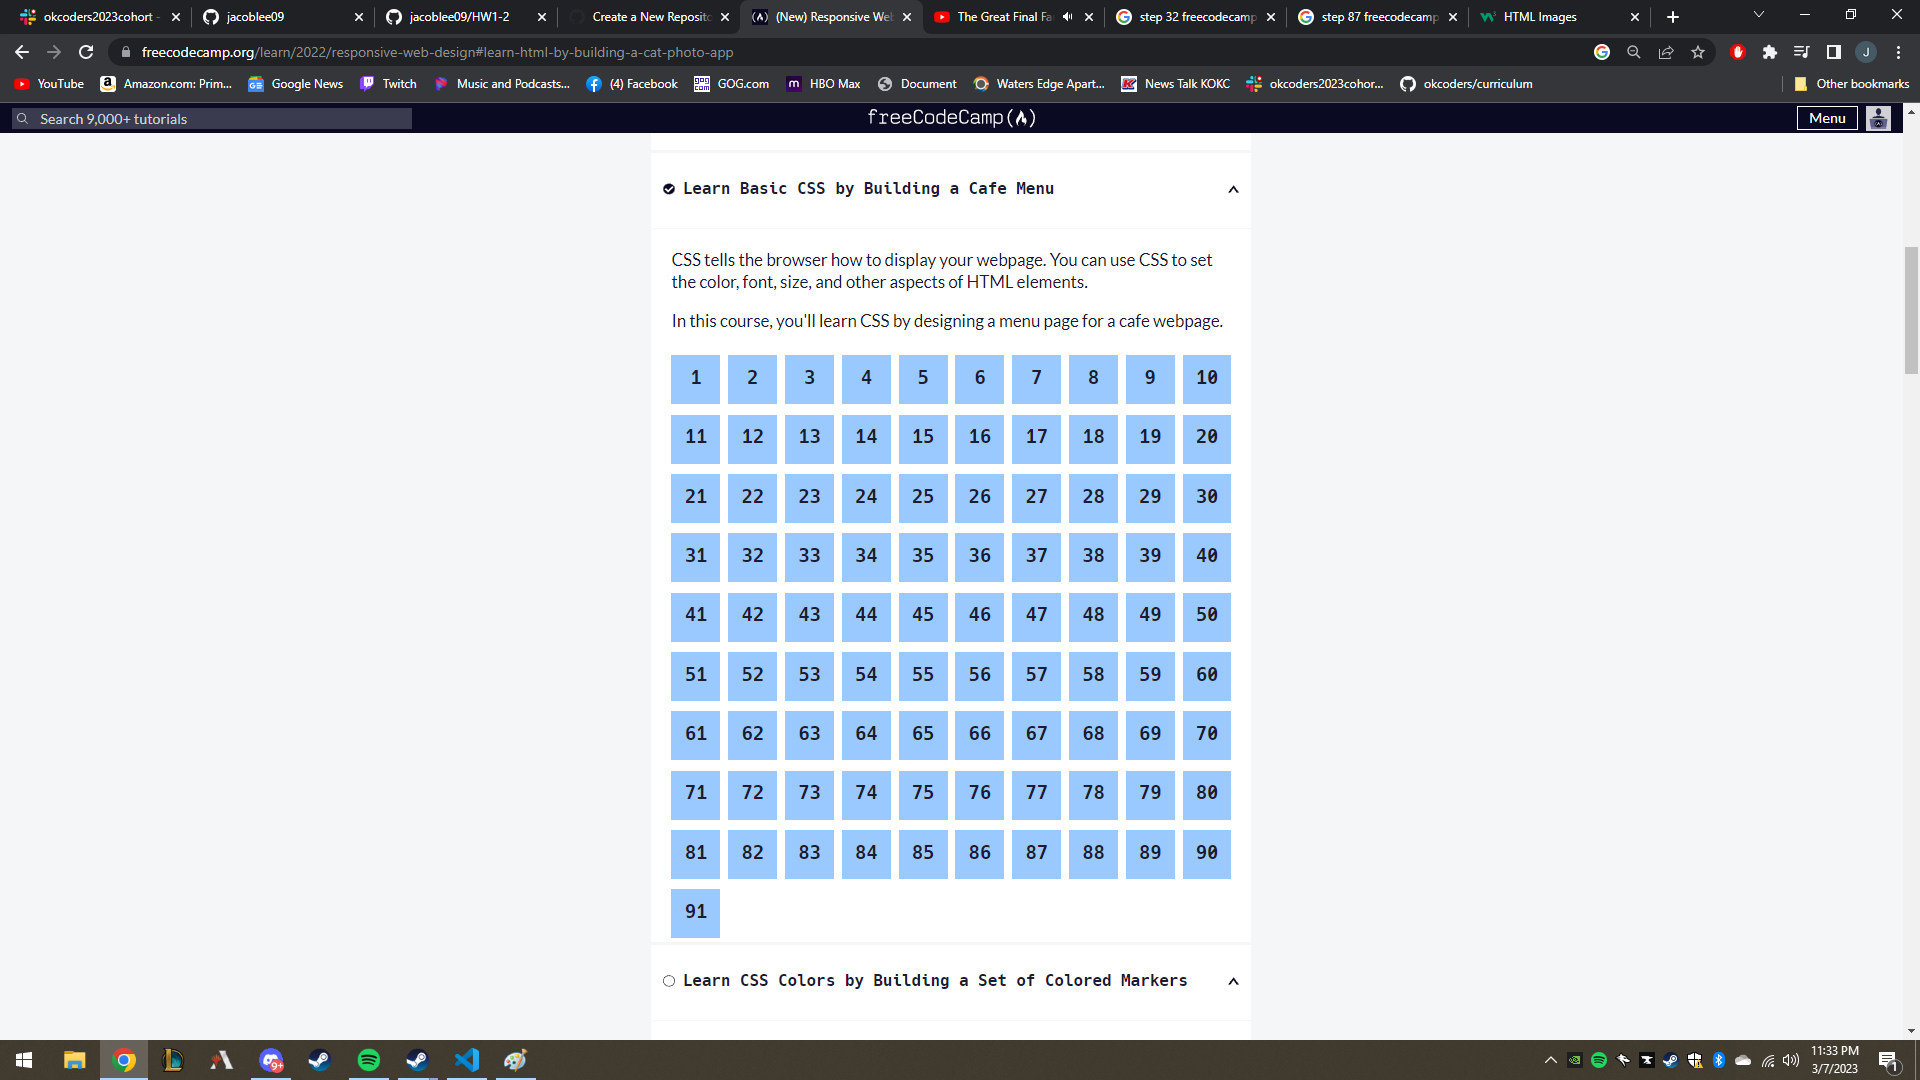 okcoders2023cohort -
jacoblee09
jacoblee09/HW1-2
Create a New Reposito
(New) Responsive We
The Great Final Fa
step 32 freecodecamp
step 87 freecodecamp
HTML Images
freecodecamp.org/learn/2022/responsive-web-design#learn-html-by-building-a-cat-photo-app
J
YouTube
Amazon.com: Prim...
Google News
Twitch
Music and Podcasts...
(4) Facebook
GOG.com
HBO Max
Document
Waters Edge Apart...
News Talk KOKC
okcoders2023cohor...
okcoders/curriculum
Other bookmarks
Search 9,000+ tutorials
freeCodeCamp
Menu
Learn Basic CSS by Building a Cafe Menu
CSS tells the browser how to display your webpage. You can use CSS to set
the color, font, size, and other aspects of HTML elements.
In this course, you'll learn CSS by designing a menu page for a cafe webpage.
1 2 3 4 5 6 7 8 9 10
11 12 13 14 15 16 17 18 19 20
21 22 23 24 25 26 27 28 29 30
31 32 33 34 35 36 37 38 39 40
41 42 43 44 45 46 47 48 49 50
51 52 53 54 55 56 57 58 59 60
61 62 63 64 65 66 67 68 69 70
71 72 73 74 75 76 77 78 79 80
81 82 83 84 85 86 87 88 89 90
91
Learn CSS Colors by Building a Set of Colored Markers
9+
11:33 PM
3/7/2023
1